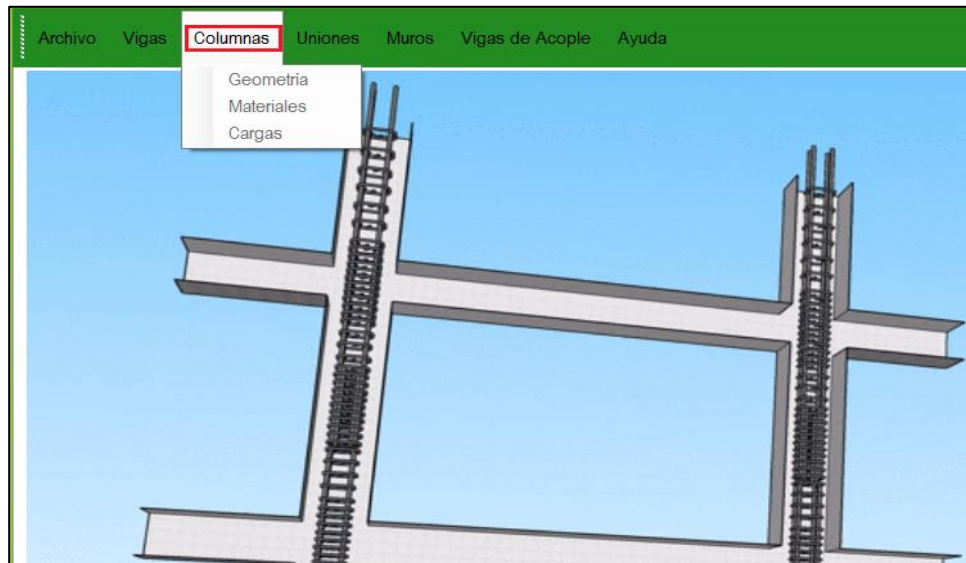 Archivo Vigas Columnas Uniones Muros Vigas de Acople Ayuda
Geometria
Materiales
Cargas